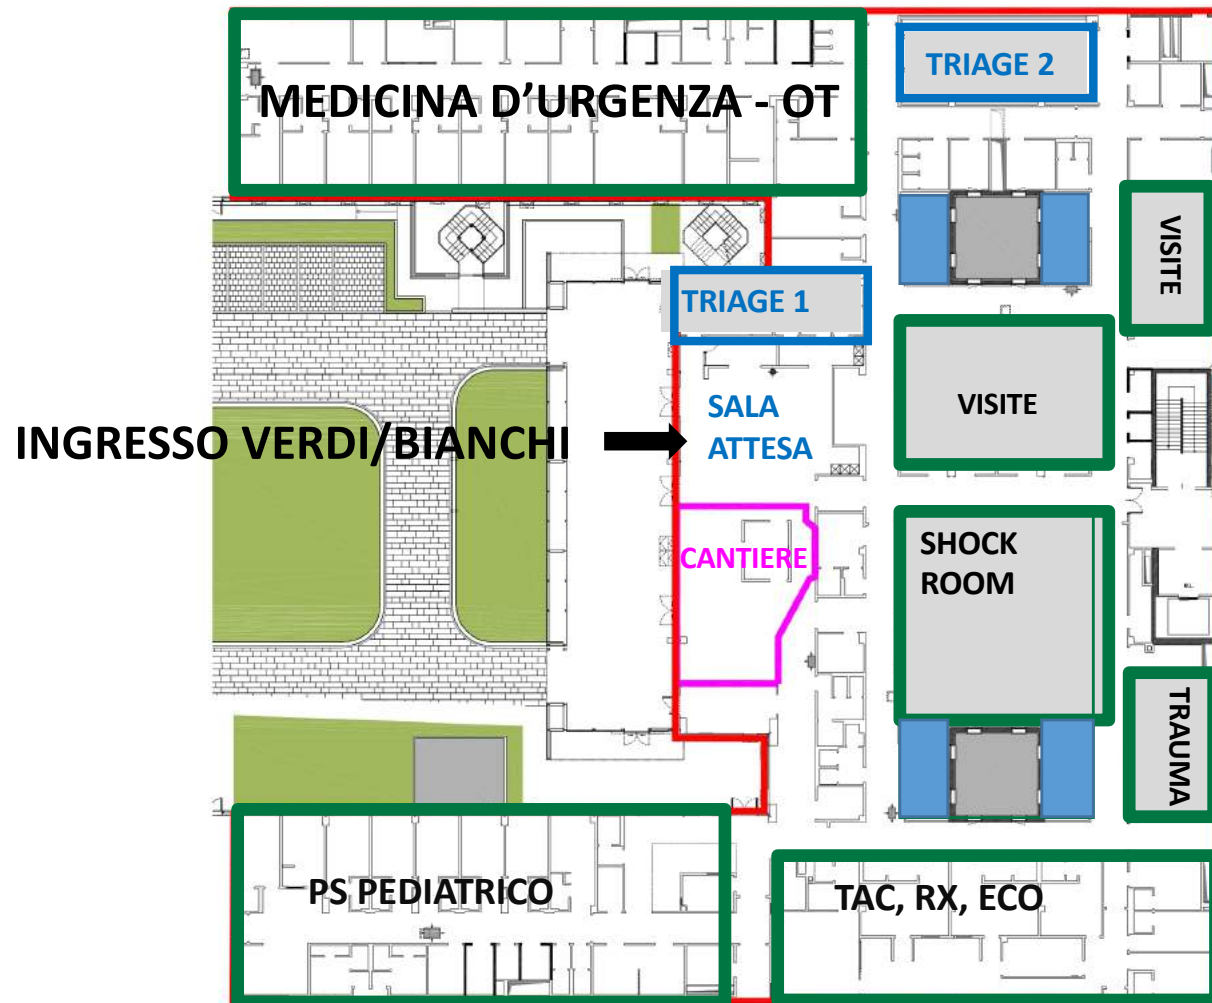 TRIAGE 2
MEDICINA D’URGENZA - OT
VISITE
TRIAGE 1
SALA
ATTESA
VISITE
INGRESSO VERDI/BIANCHI
CANTIERE
SHOCK
ROOM
TRAUMA
PS PEDIATRICO
TAC, RX, ECO